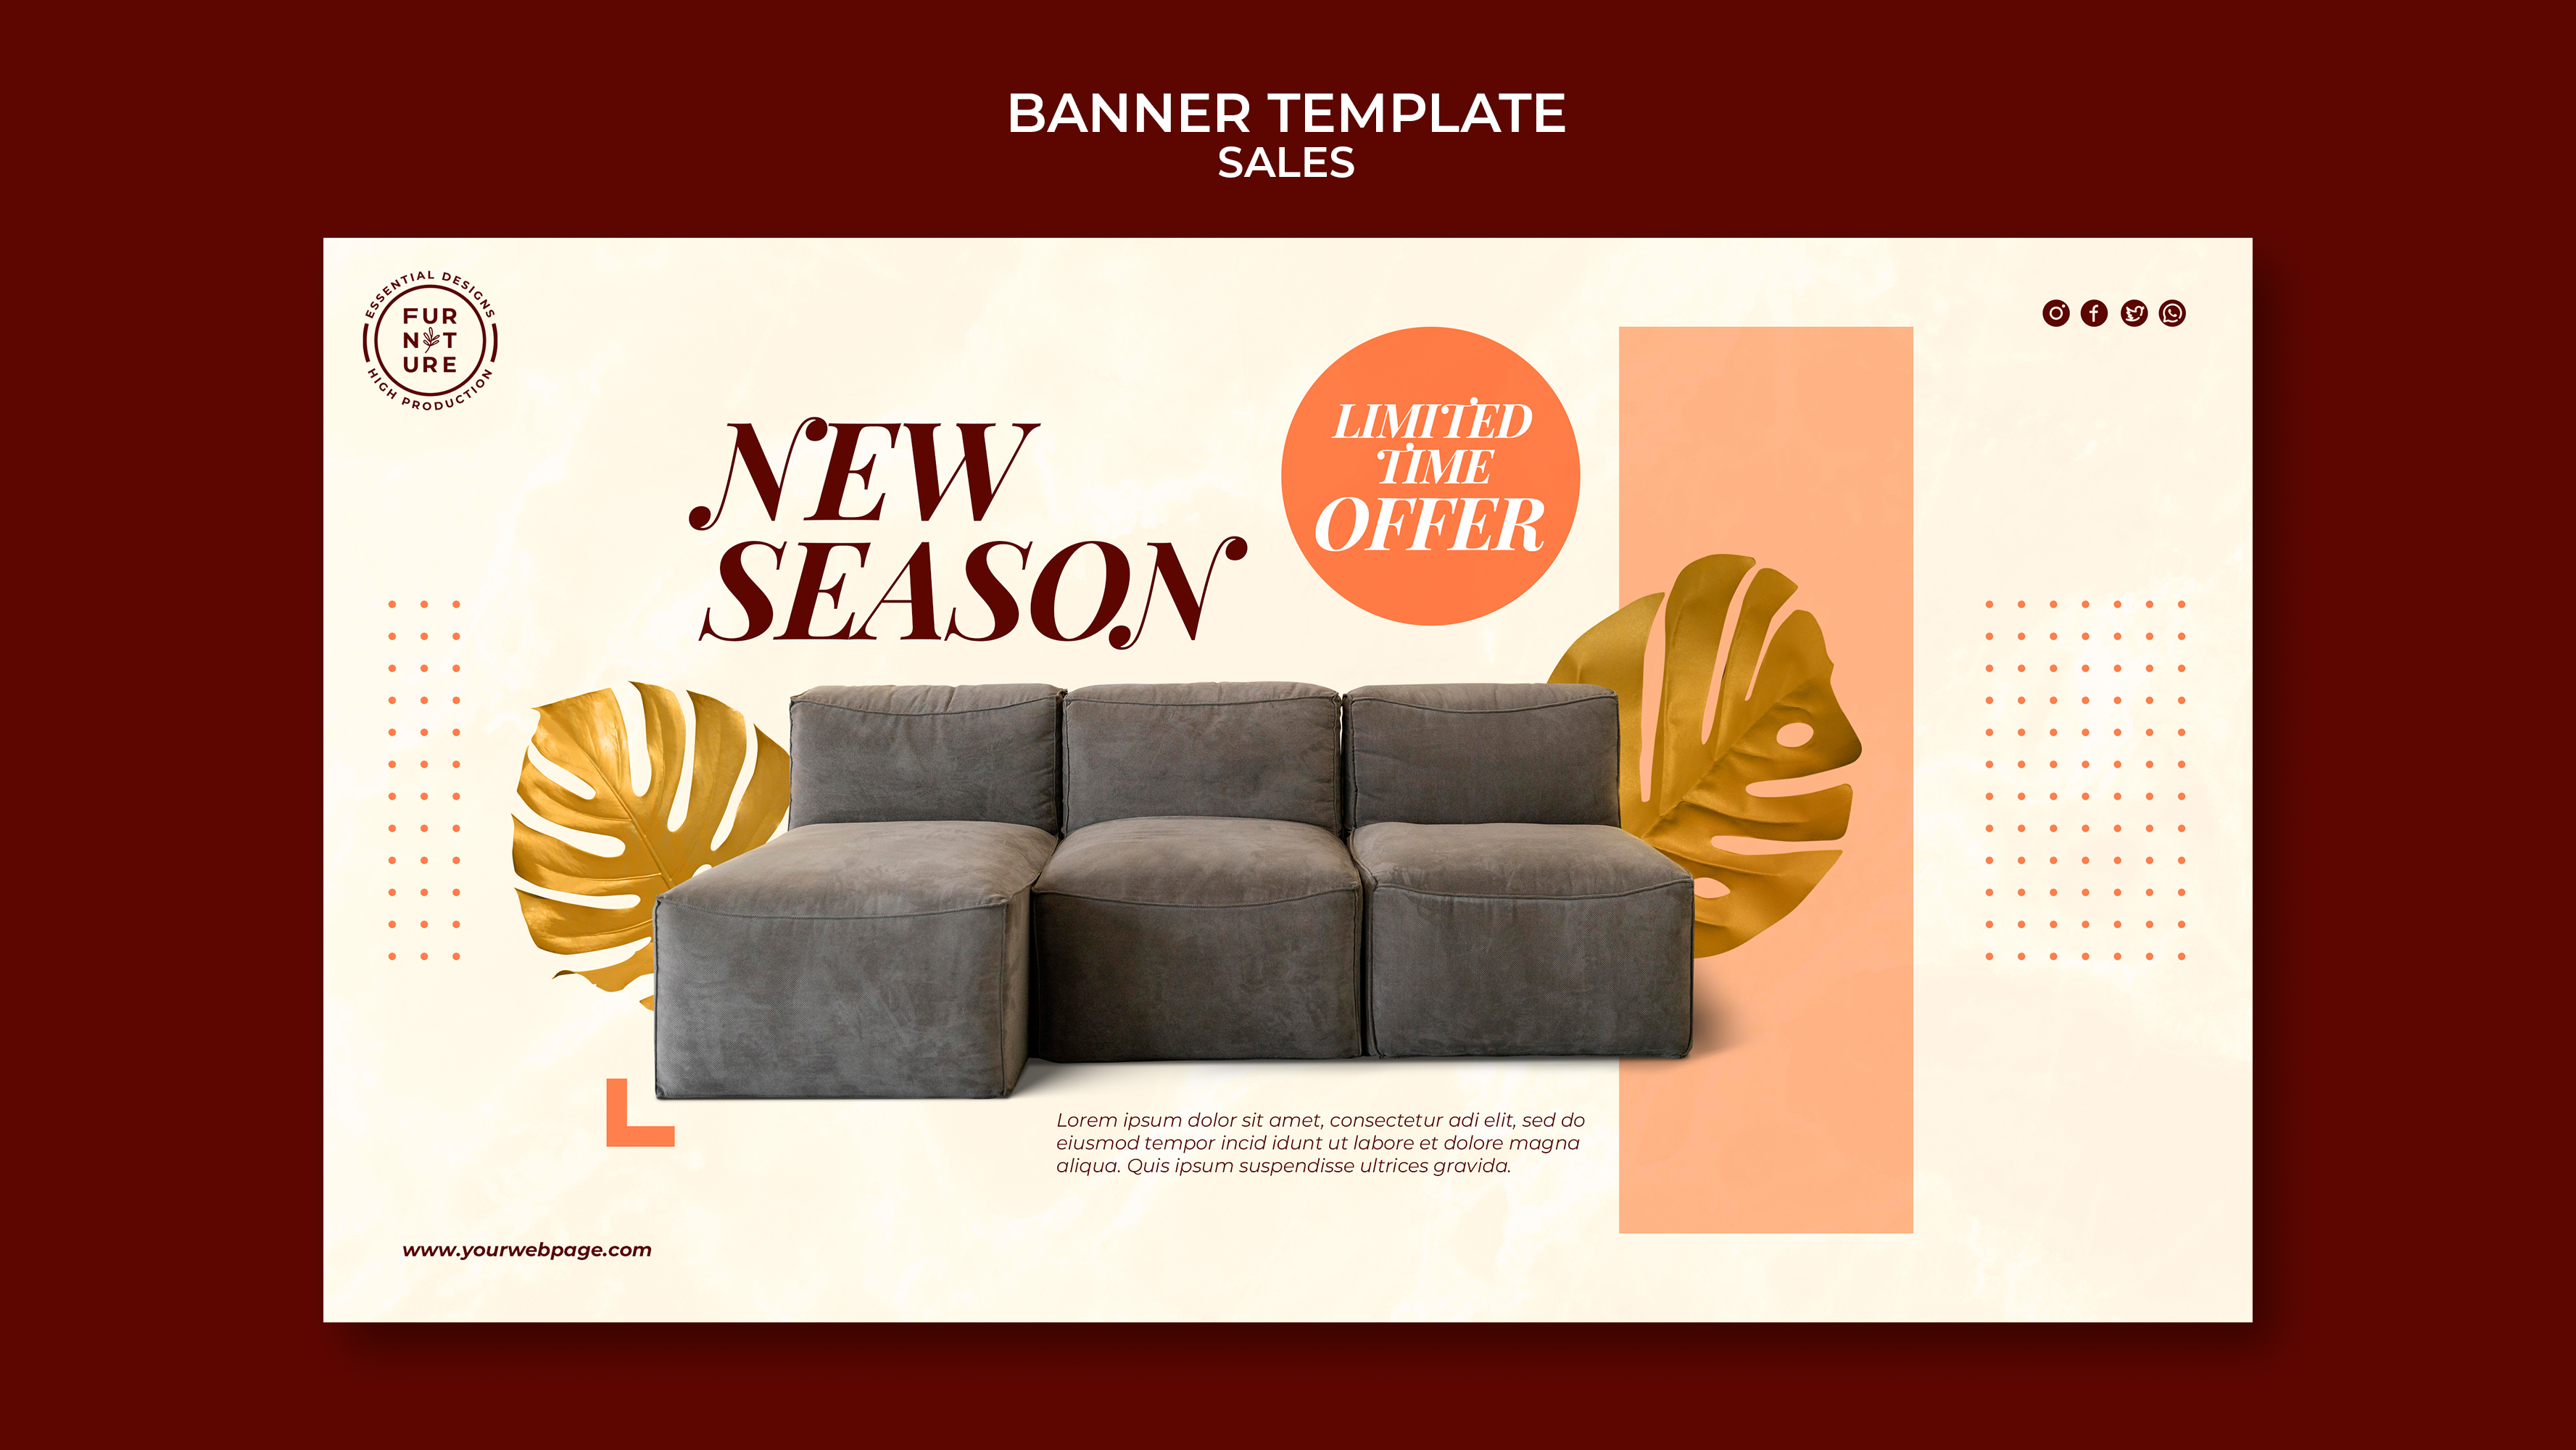 BANNER TEMPLATE
SALES
ESSENTIAL DESIGNS
FUR
NIT
URE
HIGH PRODUCTION
NEW
SEASON
LIMITED
TIME
OFFER
Lorem ipsum dolor sit amet, consectetur adi elit, sed do
eiusmod tempor incid idunt ut labore et dolore magna
aliqua. Quis ipsum suspendisse ultrices gravida.
www.yourwebpage.com